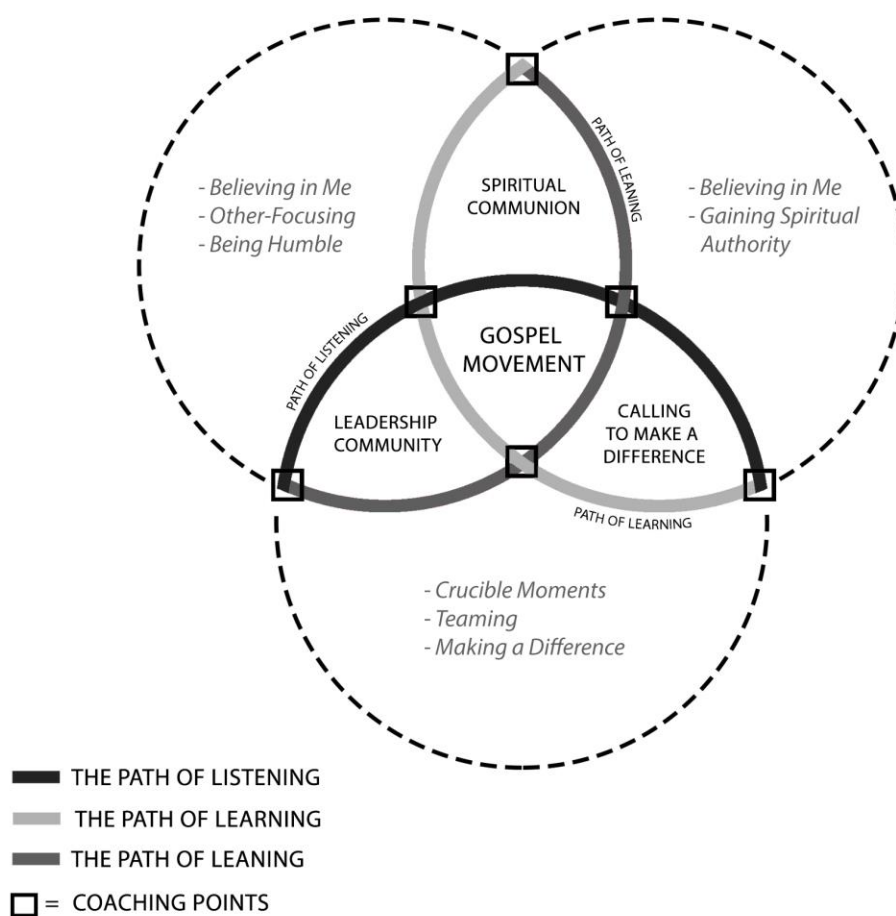 PATH OF LEANING
SPIRITUAL
COMMUNION
- Believing in Me
- Other-Focusing
- Being Humble
- Believing in Me
- Gaining Spiritual
Authority
PATH OF LISTENING
GOSPEL
MOVEMENT
LEADERSHIP
COMMUNITY
CALLING
TO MAKE A
DIFFERENCE
PATH OF LEARNING
- Crucible Moments
- Teaming
- Making a Difference
THE PATH OF LISTENING
THE PATH OF LEARNING
THE PATH OF LEANING
= COACHING POINTS